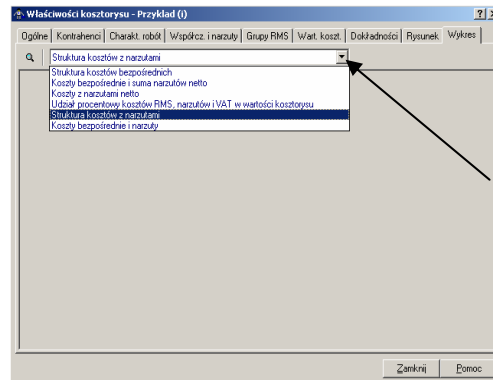 Właściwości kosztorysu - Przykład (i)
Ogólne Kontrahenci Charakt. robót Współcz. i narzuty Grupy RMS Wart. koszt. Dokładności Rysunek Wykres
Struktura kosztów z narzutami
Struktura kosztów bezpośrednich
Koszty bezpośrednie i suma narzutów netto
Koszty z narzutami netto
Udział procentowy kosztów RMS, narzutów i VAT w wartości kosztorysu
Struktura kosztów z narzutami
Koszty bezpośrednie i narzuty
Zamknij Pomoc